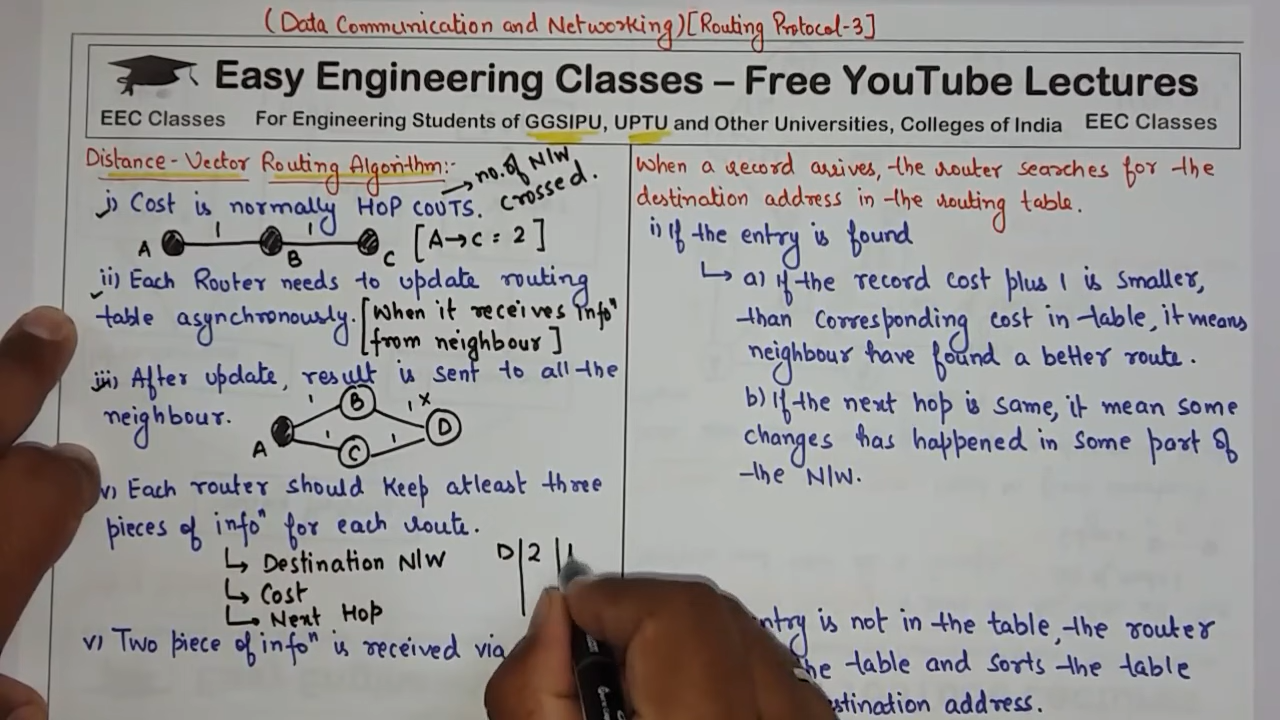 (Data Communication and Networking)[Routing Protocol-3]
Easy Engineering Classes – Free YouTube Lectures
EEC Classes For Engineering Students of GGSIPU, UPTU and Other Universities, Colleges of India EEC Classes
Distance-Vector Routing Algorithm:-
i) Cost is normally HOP COUTS. → no. of N/W
crossed.
1 1
A B C [A→C = 2]
ii) Each Router needs to update routing
table asynchronously. [When it receives infoⁿ
from neighbour]
iii) After update, result is sent to all the
neighbour.
A B C D
1 1 x
1 1
v) Each router should keep atleast three
pieces of infoⁿ for each route.
↳ Destination N/W
↳ Cost
↳ Next Hop
D | 2 |
v) Two piece of infoⁿ is received via
When a record arives, the router searches for the
destination address in the routing table.
i) If the entry is found
↳ a) if the record cost plus 1 is smaller,
than corresponding cost in table, it means
neighbour have found a better route.
b) If the next hop is same, it mean some
changes has happened in some part of
the N/W.
entry is not in the table, the router
the table and sorts the table
address.